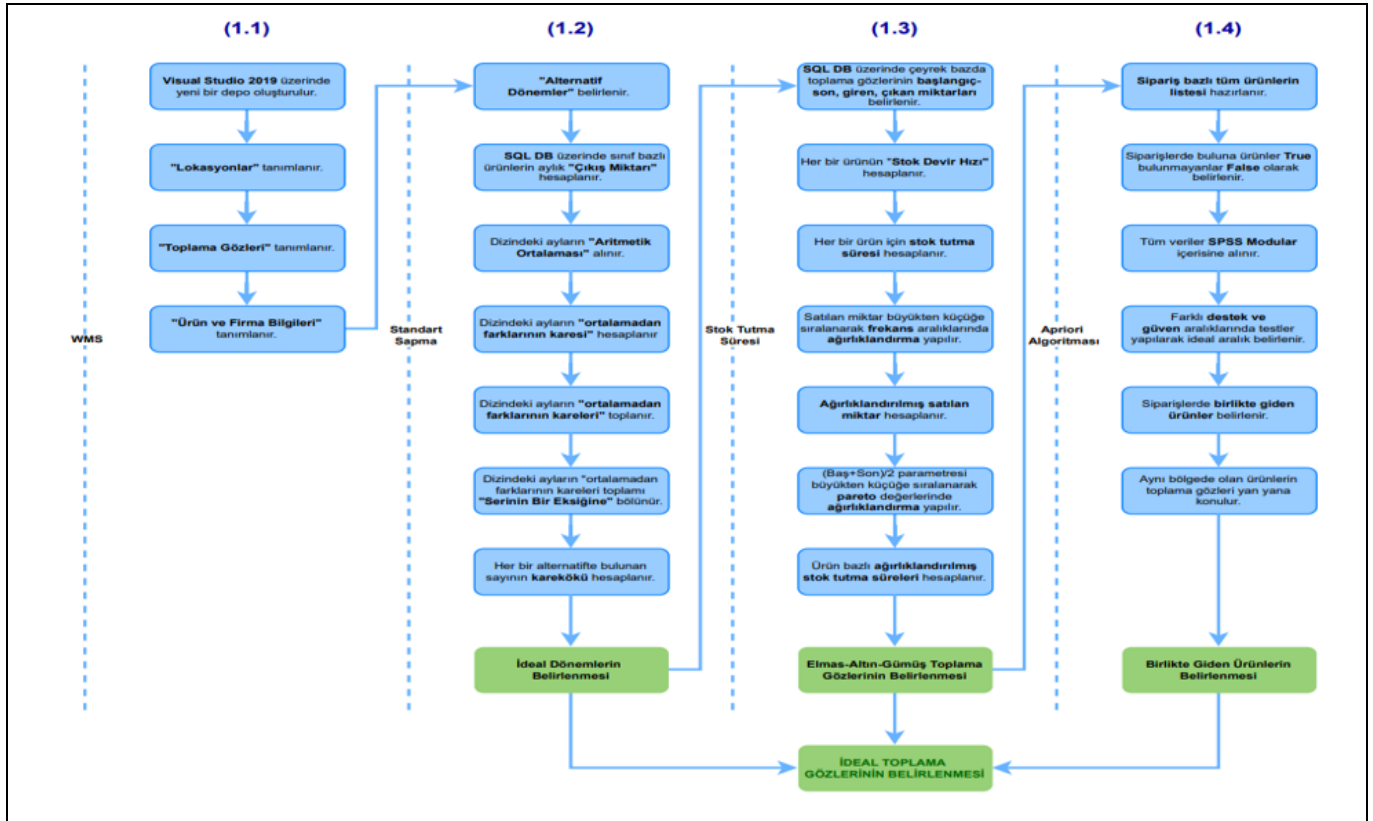 (1.1)
Visual Studio 2019 üzerinde
yeni bir depo oluşturulur.
"Lokasyonlar" tanımlanır.
"Toplama Gözleri" tanımlanır.
"Ürün ve Firma Bilgileri"
tanımlanır.
WMS
(1.2)
"Alternatif
Dönemler" belirlenir.
SQL DB üzerinde sınıf bazlı
ürünlerin aylık "Çıkış Miktarı"
hesaplanır.
Dizindeki ayların "Aritmetik
Ortalaması" alınır.
Dizindeki ayların "ortalamadan
farklarının karesi" hesaplanır
Dizindeki ayların "ortalamadan
farklarının kareleri" toplanır.
Dizindeki ayların "ortalamadan
farklarının kareleri toplamı
"Serinin Bir Eksiğine" bölünür.
Her bir alternatifte bulunan
sayının karekökü hesaplanır.
İdeal Dönemlerin
Belirlenmesi
Standart
Sapma
(1.3)
SQL DB üzerinde çeyrek bazda
toplama gözlerinin başlangıç-
son, giren, çıkan miktarları
belirlenir.
Her bir ürünün "Stok Devir Hızı"
hesaplanır.
Her bir ürün için stok tutma
süresi hesaplanır.
Satılan miktar büyükten küçüğe
sıralanarak frekans aralıklarında
ağırlıklandırma yapılır.
Ağırlıklandırılmış satılan
miktar hesaplanır.
(Baş+Son)/2 parametresi
büyükten küçüğe sıralanarak
pareto değerlerinde
ağırlıklandırma yapılır.
Ürün bazlı ağırlıklandırılmış
stok tutma süreleri hesaplanır.
Elmas-Altın-Gümüş Toplama
Gözlerinin Belirlenmesi
Stok Tutma
Süresi
(1.4)
Sipariş bazlı tüm ürünlerin
listesi hazırlanır.
Siparişlerde buluna ürünler True
bulunmayanlar False olarak
belirlenir.
Tüm veriler SPSS Modular
içerisine alınır.
Farklı destek ve
güven aralıklarında testler
yapılarak ideal aralık belirlenir.
Siparişlerde birlikte giden
ürünler belirlenir.
Aynı bölgede olan ürünlerin
toplama gözleri yan yana
konulur.
Birlikte Giden Ürünlerin
Belirlenmesi
Apriori
Algoritması
İDEAL TOPLAMA
GÖZLERİNİN BELİRLENMESİ